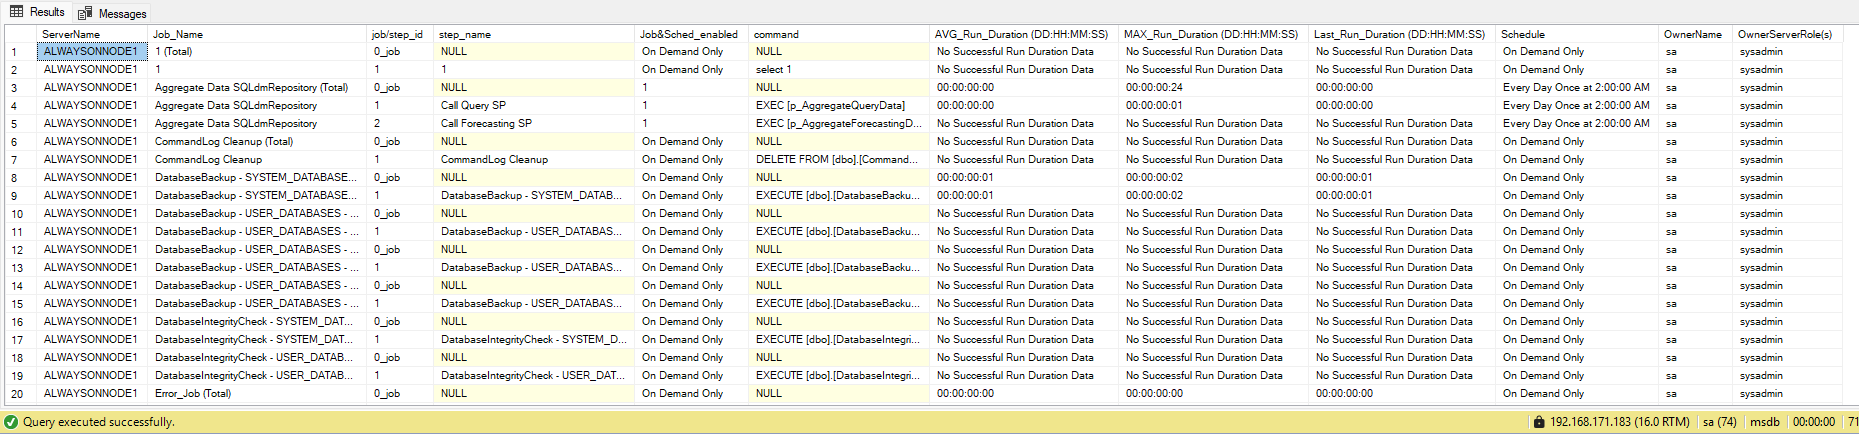 Results Messages
ServerName Job_Name job/step_id step_name Job&Sched_enabled command AVG_Run_Duration (DD:HH:MM:SS) MAX_Run_Duration (DD:HH:MM:SS) Last_Run_Duration (DD:HH:MM:SS) Schedule OwnerName OwnerServerRole(s)
1 ALWAYSONNODE1 1 (Total) 0_job NULL On Demand Only NULL No Successful Run Duration Data No Successful Run Duration Data No Successful Run Duration Data On Demand Only sa sysadmin
2 ALWAYSONNODE1 1 1 1 On Demand Only select 1 No Successful Run Duration Data No Successful Run Duration Data No Successful Run Duration Data On Demand Only sa sysadmin
3 ALWAYSONNODE1 Aggregate Data SQLdmRepository (Total) 0_job NULL 1 NULL 00:00:00:00 00:00:00:24 00:00:00:00 Every Day Once at 2:00:00 AM sa sysadmin
4 ALWAYSONNODE1 Aggregate Data SQLdmRepository 1 Call Query SP 1 EXEC [p_AggregateQueryData] 00:00:00:00 00:00:00:01 00:00:00:00 Every Day Once at 2:00:00 AM sa sysadmin
5 ALWAYSONNODE1 Aggregate Data SQLdmRepository 2 Call Forecasting SP 1 EXEC [p_AggregateForecastingD... No Successful Run Duration Data No Successful Run Duration Data No Successful Run Duration Data Every Day Once at 2:00:00 AM sa sysadmin
6 ALWAYSONNODE1 CommandLog Cleanup (Total) 0_job NULL On Demand Only NULL No Successful Run Duration Data No Successful Run Duration Data No Successful Run Duration Data On Demand Only sa sysadmin
7 ALWAYSONNODE1 CommandLog Cleanup 1 CommandLog Cleanup On Demand Only DELETE FROM [dbo].[Command... No Successful Run Duration Data No Successful Run Duration Data No Successful Run Duration Data On Demand Only sa sysadmin
8 ALWAYSONNODE1 DatabaseBackup - SYSTEM_DATABASE... 0_job NULL On Demand Only NULL 00:00:00:01 00:00:00:02 00:00:00:01 On Demand Only sa sysadmin
9 ALWAYSONNODE1 DatabaseBackup - SYSTEM_DATABASE... 1 DatabaseBackup - SYSTEM_DATAB... On Demand Only EXECUTE [dbo].[DatabaseBacku... 00:00:00:01 00:00:00:02 00:00:00:01 On Demand Only sa sysadmin
10 ALWAYSONNODE1 DatabaseBackup - USER_DATABASES - ... 0_job NULL On Demand Only NULL No Successful Run Duration Data No Successful Run Duration Data No Successful Run Duration Data On Demand Only sa sysadmin
11 ALWAYSONNODE1 DatabaseBackup - USER_DATABASES - ... 1 DatabaseBackup - USER_DATABAS... On Demand Only EXECUTE [dbo].[DatabaseBacku... No Successful Run Duration Data No Successful Run Duration Data No Successful Run Duration Data On Demand Only sa sysadmin
12 ALWAYSONNODE1 DatabaseBackup - USER_DATABASES - ... 0_job NULL On Demand Only NULL No Successful Run Duration Data No Successful Run Duration Data No Successful Run Duration Data On Demand Only sa sysadmin
13 ALWAYSONNODE1 DatabaseBackup - USER_DATABASES - ... 1 DatabaseBackup - USER_DATABAS... On Demand Only EXECUTE [dbo].[DatabaseBacku... No Successful Run Duration Data No Successful Run Duration Data No Successful Run Duration Data On Demand Only sa sysadmin
14 ALWAYSONNODE1 DatabaseBackup - USER_DATABASES - ... 0_job NULL On Demand Only NULL No Successful Run Duration Data No Successful Run Duration Data No Successful Run Duration Data On Demand Only sa sysadmin
15 ALWAYSONNODE1 DatabaseBackup - USER_DATABASES - ... 1 DatabaseBackup - USER_DATABAS... On Demand Only EXECUTE [dbo].[DatabaseBacku... No Successful Run Duration Data No Successful Run Duration Data No Successful Run Duration Data On Demand Only sa sysadmin
16 ALWAYSONNODE1 DatabaseIntegrityCheck - SYSTEM_DAT... 0_job NULL On Demand Only NULL No Successful Run Duration Data No Successful Run Duration Data No Successful Run Duration Data On Demand Only sa sysadmin
17 ALWAYSONNODE1 DatabaseIntegrityCheck - SYSTEM_DAT... 1 DatabaseIntegrityCheck - SYSTEM_D... On Demand Only EXECUTE [dbo].[DatabaseIntegri... No Successful Run Duration Data No Successful Run Duration Data No Successful Run Duration Data On Demand Only sa sysadmin
18 ALWAYSONNODE1 DatabaseIntegrityCheck - USER_DATAB... 0_job NULL On Demand Only NULL No Successful Run Duration Data No Successful Run Duration Data No Successful Run Duration Data On Demand Only sa sysadmin
19 ALWAYSONNODE1 DatabaseIntegrityCheck - USER_DATAB... 1 DatabaseIntegrityCheck - USER_DAT... On Demand Only EXECUTE [dbo].[DatabaseIntegri... No Successful Run Duration Data No Successful Run Duration Data No Successful Run Duration Data On Demand Only sa sysadmin
20 ALWAYSONNODE1 Error_Job (Total) 0_job NULL On Demand Only NULL 00:00:00:00 00:00:00:00 00:00:00:00 On Demand Only sa sysadmin
Query executed successfully. 192.168.171.183 (16.0 RTM) sa (74) msdb 00:00:00 71